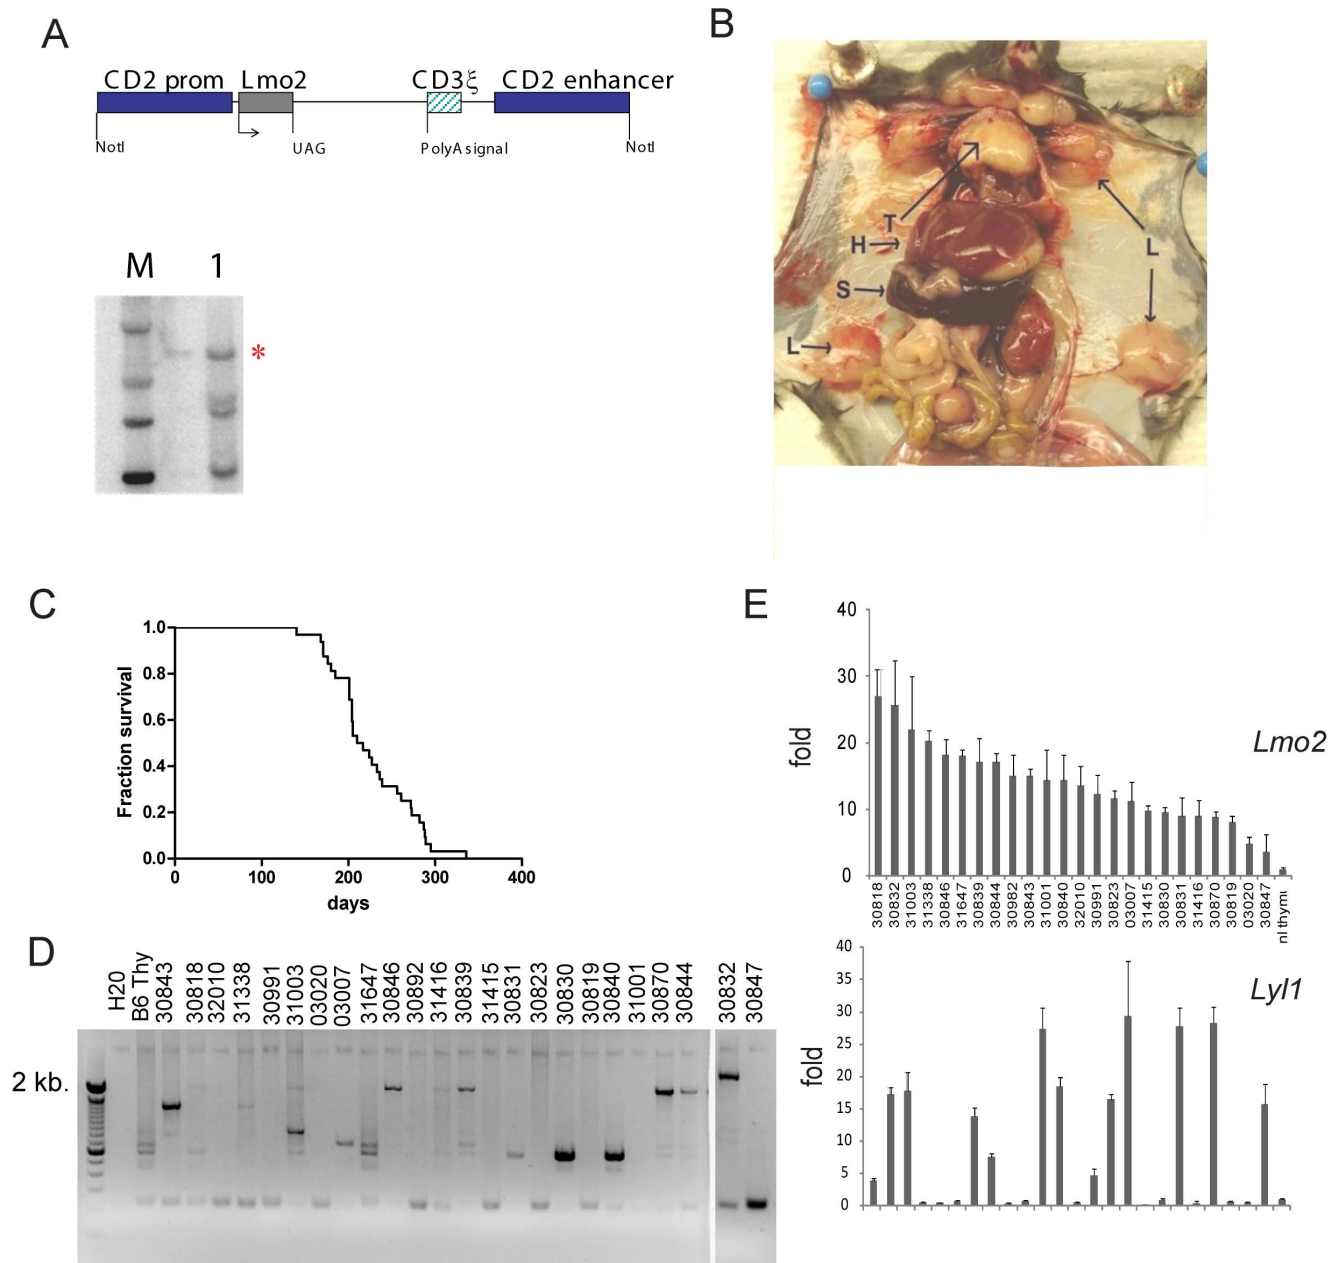 A
CD2 prom Lmo2 CD3ξ CD2 enhancer
NotI UAG PolyA signal NotI
M 1
*
B
T
H
S
L
L
C
Fraction survival
1.0
0.8
0.6
0.4
0.2
0.0
0 100 200 300 400
days
D
H20 B6 Thy 30843 30818 32010 31338 30991 31003 03020 03007 31647 30846 30892 31416 30839 31415 30831 30823 30830 30819 30840 31001 30870 30844 30832 30847
2 kb.
E
Lmo2
fold
40
30
20
10
0
30818 30832 31003 31338 30846 31647 30839 30844 30982 30843 31001 30840 32010 30991 30823 03007 31415 30830 30831 31416 30870 30819 03020 30847 nl thymu
Lyl1
fold
40
35
30
25
20
15
10
5
0